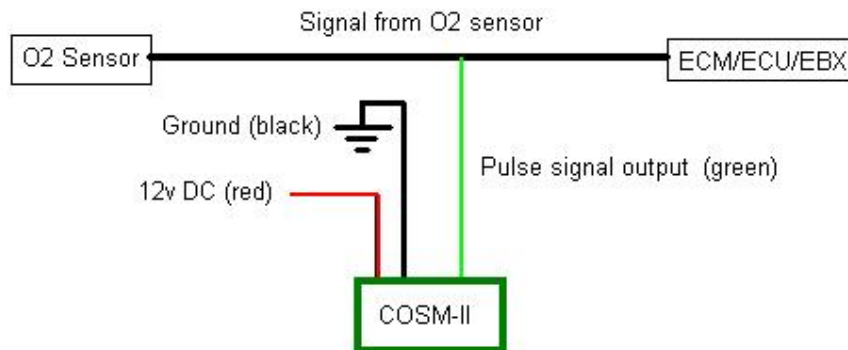 Signal from O2 sensor
O2 Sensor
ECM/ECU/EBX
Ground (black)
Pulse signal output (green)
12v DC (red)
COSM-II